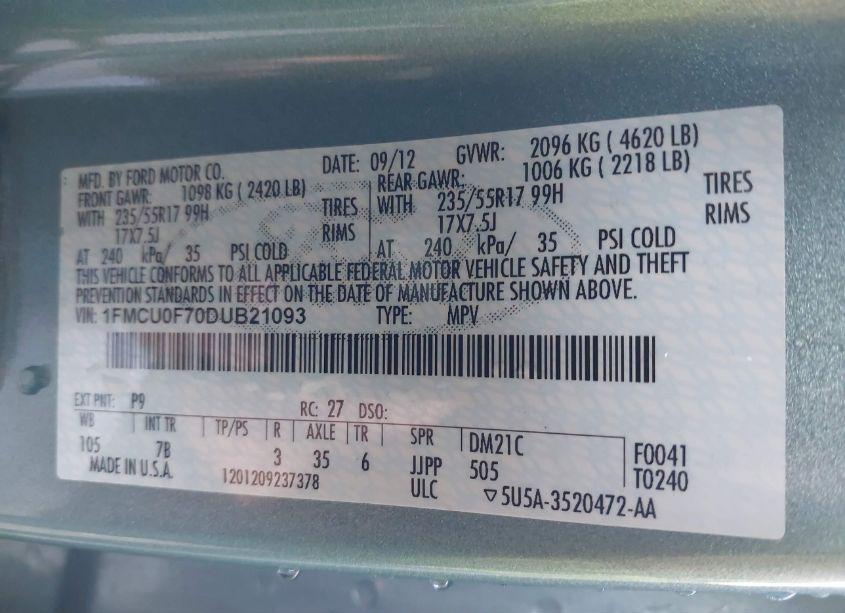 MFD. BY FORD MOTOR CO. DATE: 09/12 GVWR: 2096 KG ( 4620 LB)
FRONT GAWR: 1098 KG ( 2420 LB) REAR GAWR: 1006 KG ( 2218 LB)
WITH 235/55R17 99H TIRES WITH 235/55R17 99H TIRES
17X7.5J RIMS 17X7.5J RIMS
AT 240 kPa/ 35 PSI COLD AT 240 kPa/ 35 PSI COLD
THIS VEHICLE CONFORMS TO ALL APPLICABLE FEDERAL MOTOR VEHICLE SAFETY AND THEFT
PREVENTION STANDARDS IN EFFECT ON THE DATE OF MANUFACTURE SHOWN ABOVE.
VIN: 1FMCU0F70DUB21093 TYPE: MPV
EXT PNT: P9 RC: 27 DSO:
WB INT TR TP/PS R AXLE TR SPR DM21C F0041
105 7B 3 35 6 JJPP 505 T0240
MADE IN U.S.A. 1201209237378 ULC ▽5U5A-3520472-AA